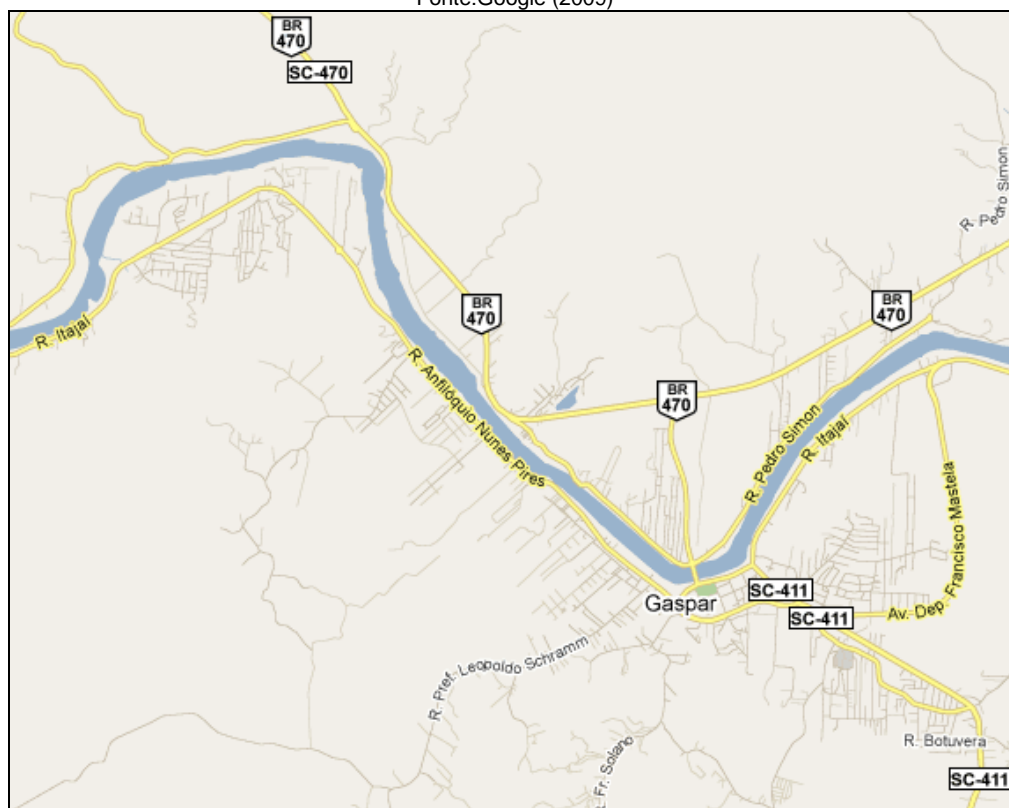 Fonte:Google (2009)
BR
470
SC-470
R. Pedro Simon
BR
470
BR
470
R. Itajaí
R. Anfilóquio Nunes Pires
BR
470
R. Pedro Simon
R. Itajaí
Av. Dep. Francisco Mastela
SC-411
Gaspar
SC-411
R. Pref. Leopoldo Schramm
R. Botuvera
R. Fr. Solano
SC-411